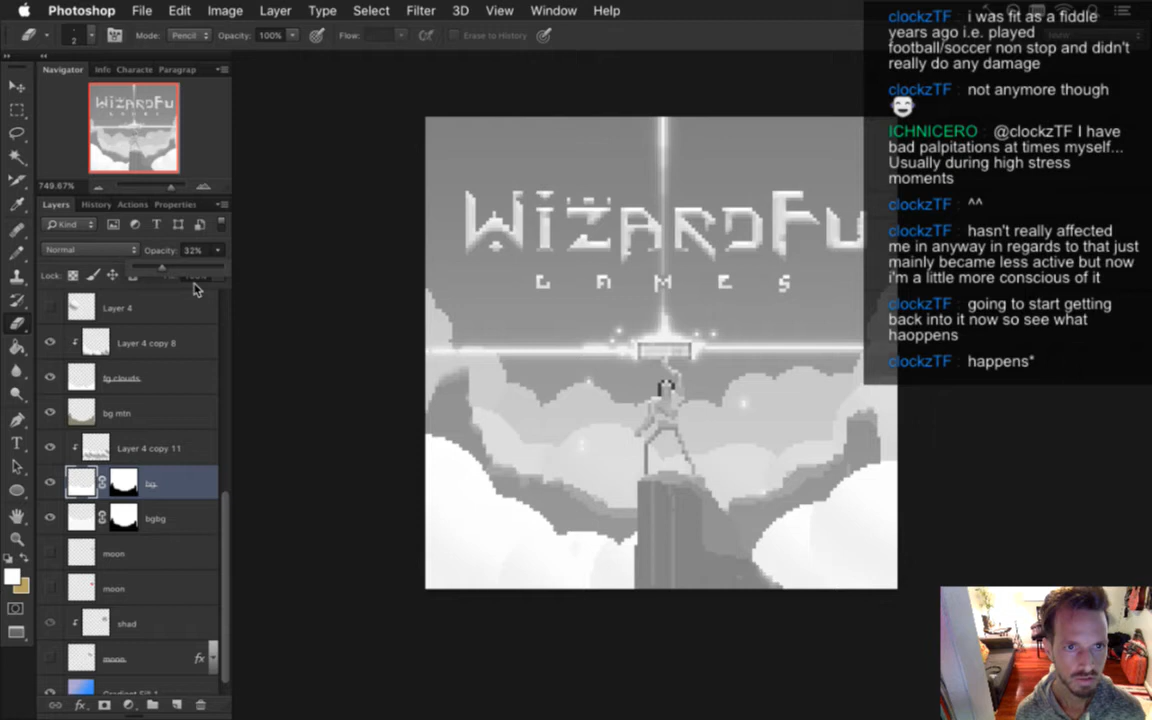 Photoshop File Edit Image Layer Type Select Filter 3D View Window Help
2 Mode: Pencil Opacity: 100% Flow: Erase to History
Navigator Info Characte Paragrap
WizardFu
749.67%
Layers History Actions Properties
Kind
Normal Opacity: 32%
Lock:
Layer 4
Layer 4 copy 8
fg clouds
bg mtn
Layer 4 copy 11
bg
bgbg
moon
moon
shad
moon fx
Gradient Fill 1
fx
WizardFu
GAMES
clockzTF : i was fit as a fiddle
years ago i.e. played
football/soccer non stop and didn't
really do any damage
clockzTF : not anymore though
ICHNICERO : @clockzTF I have
bad palpitations at times myself...
Usually during high stress
moments
clockzTF : ^^
clockzTF : hasn't really affected
me in anyway in regards to that just
mainly became less active but now
i'm a little more conscious of it
clockzTF : going to start getting
back into it now so see what
haoppens
clockzTF : happens*